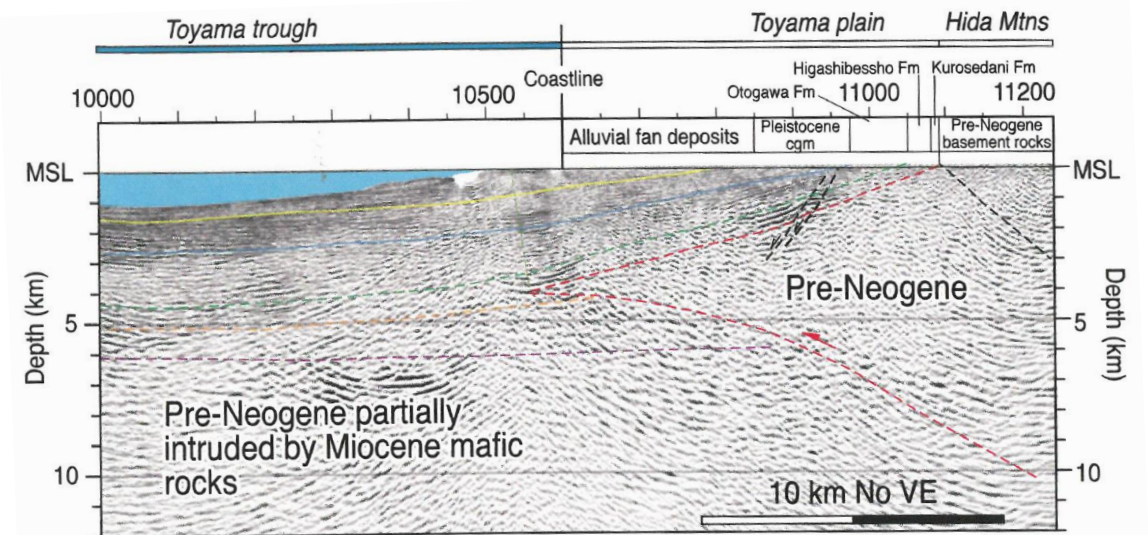 Toyama trough
Toyama plain
Hida Mtns
Coastline
Higashibessho Fm
Kurosedani Fm
Otogawa Fm
10000
10500
11000
11200
Alluvial fan deposits
Pleistocene
cgm
Pre-Neogene
basement rocks
MSL
MSL
Pre-Neogene
Depth (km)
5
5
Depth (km)
Pre-Neogene partially
intruded by Miocene mafic
rocks
10
10
10 km No VE